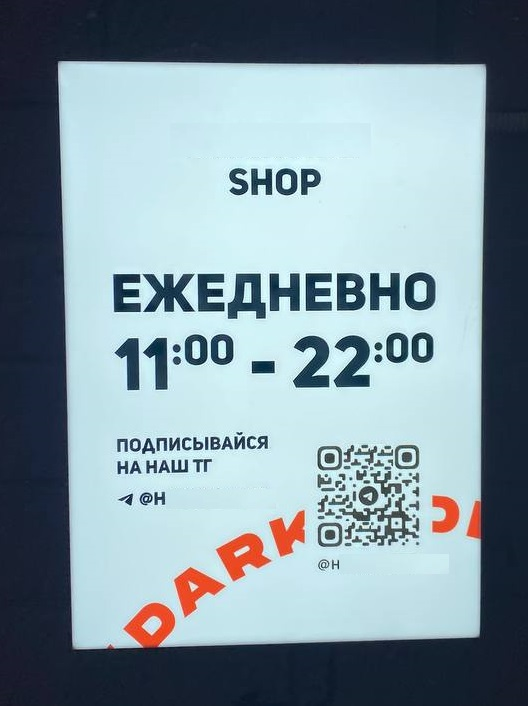 SHOP
ЕЖЕДНЕВНО
11:00 - 22:00
ПОДПИСЫВАЙСЯ
НА НАШ ТГ
@H
@H
DARK